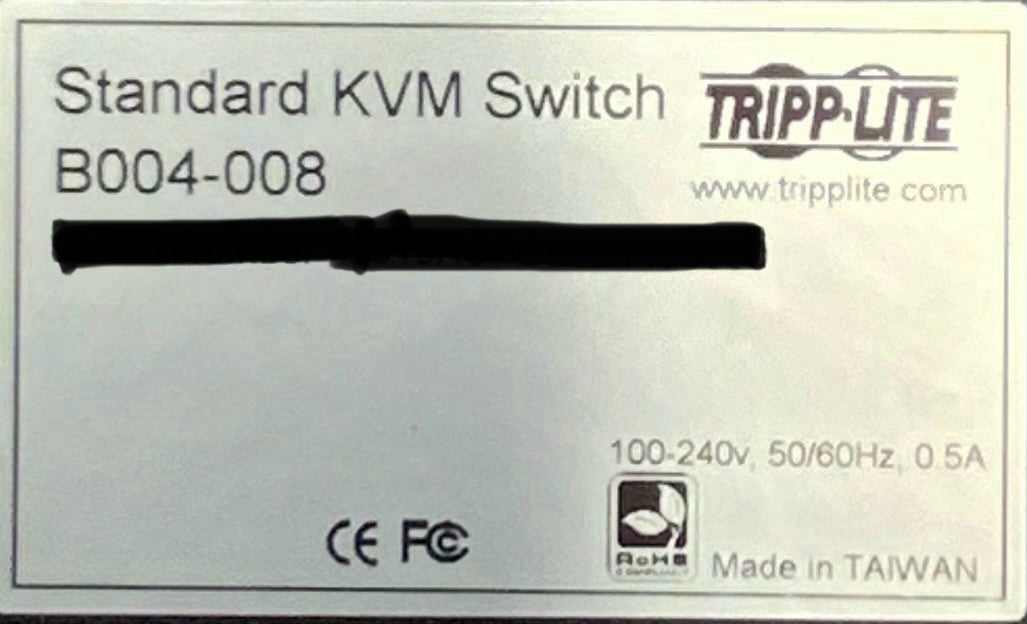 Standard KVM Switch
B004-008
TRIPP·LITE
www.tripplite.com
100-240v, 50/60Hz, 0.5A
CE FC
RoHS
Made in TAIWAN